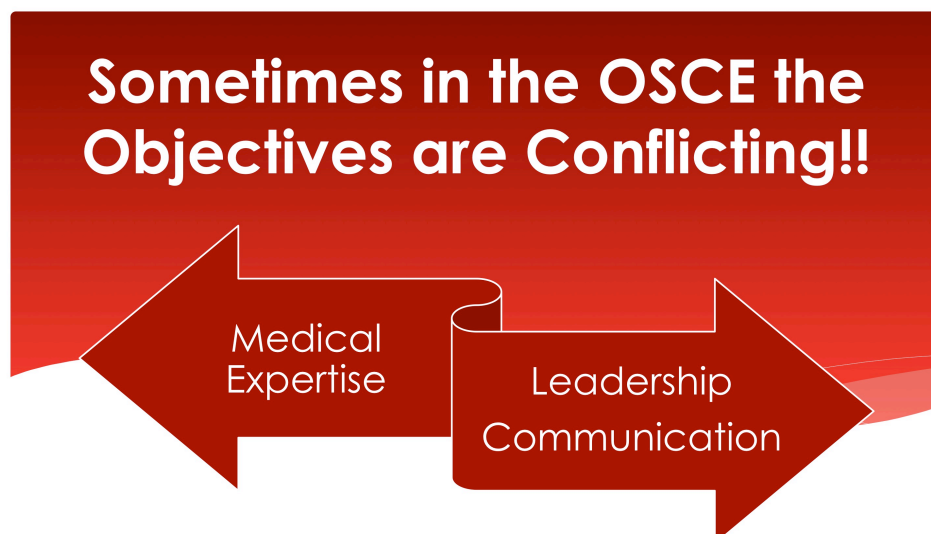 Sometimes in the OSCE the
Objectives are Conflicting!!
Medical
Expertise
Leadership
Communication